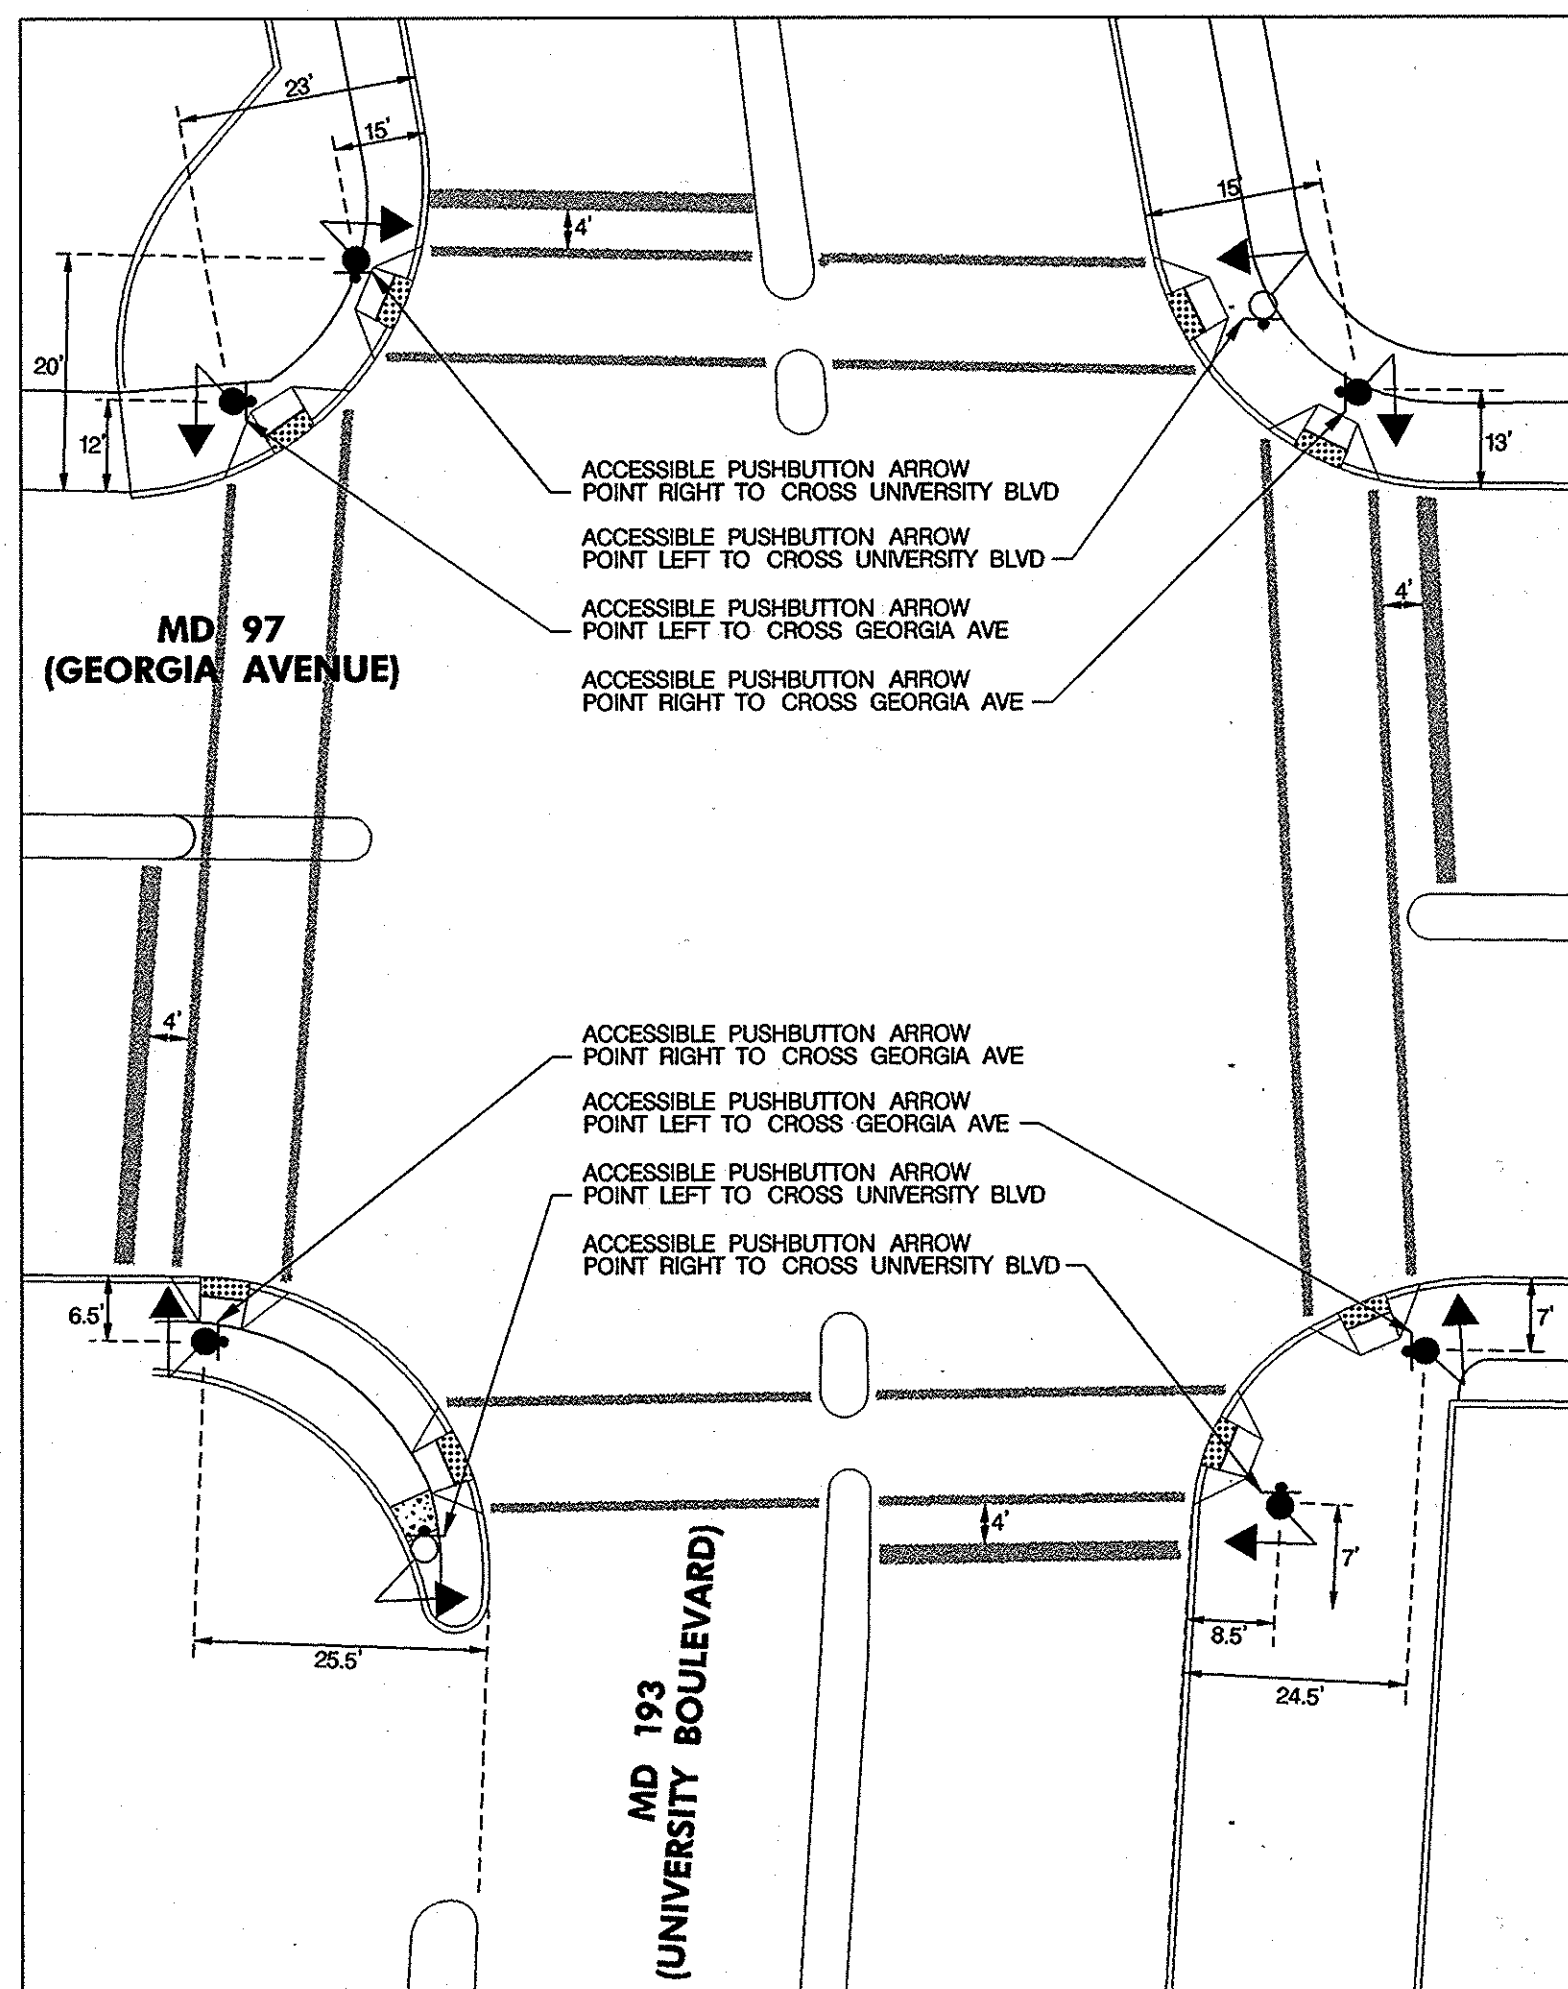 23'
15'
15'
4'
20'
12'
13'
ACCESSIBLE PUSHBUTTON ARROW
POINT RIGHT TO CROSS UNIVERSITY BLVD
ACCESSIBLE PUSHBUTTON ARROW
POINT LEFT TO CROSS UNIVERSITY BLVD
ACCESSIBLE PUSHBUTTON ARROW
POINT LEFT TO CROSS GEORGIA AVE
ACCESSIBLE PUSHBUTTON ARROW
POINT RIGHT TO CROSS GEORGIA AVE
4'
MD 97
(GEORGIA AVENUE)
4'
ACCESSIBLE PUSHBUTTON ARROW
POINT RIGHT TO CROSS GEORGIA AVE
ACCESSIBLE PUSHBUTTON ARROW
POINT LEFT TO CROSS GEORGIA AVE
ACCESSIBLE PUSHBUTTON ARROW
POINT LEFT TO CROSS UNIVERSITY BLVD
ACCESSIBLE PUSHBUTTON ARROW
POINT RIGHT TO CROSS UNIVERSITY BLVD
6.5'
7'
4'
7'
8.5'
25.5'
24.5'
MD 193
(UNIVERSITY BOULEVARD)